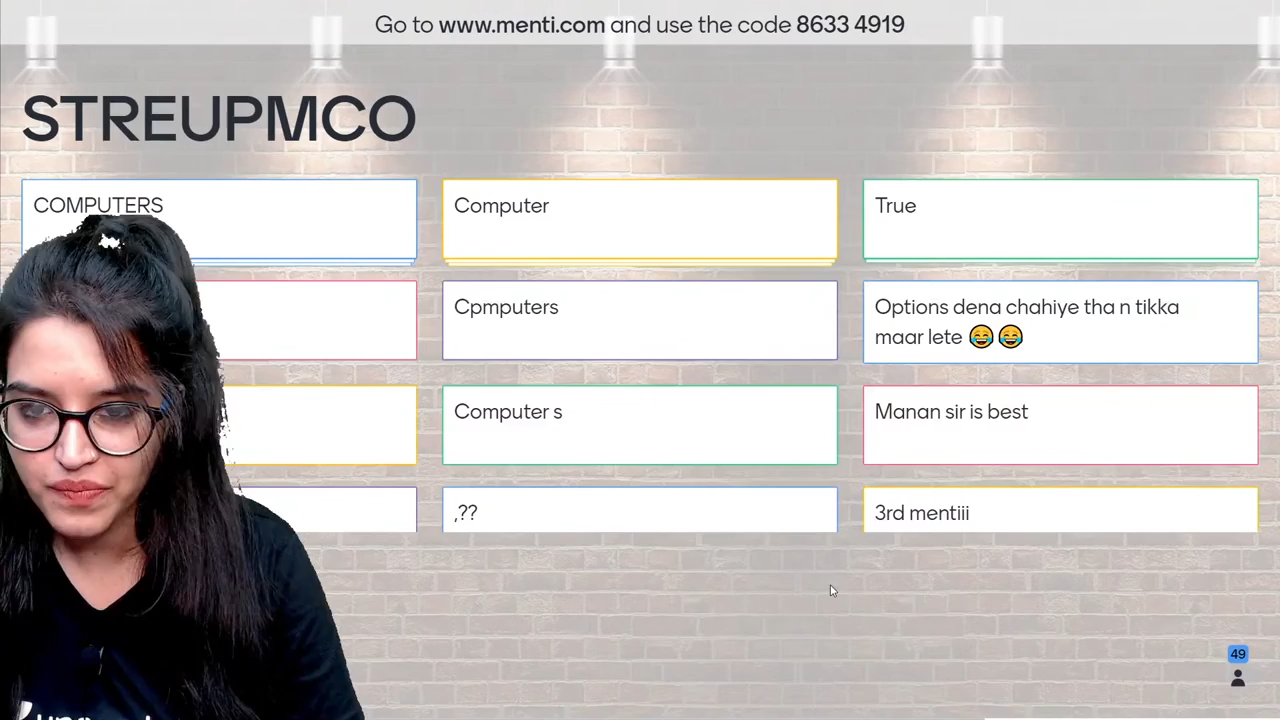 Go to www.menti.com and use the code 8633 4919
STREUPMCO
COMPUTERS
Computer
True
Cpmputers
Options dena chahiye tha n tikka
maar lete 😂😂
Computer s
Manan sir is best
,??
3rd mentiii
49